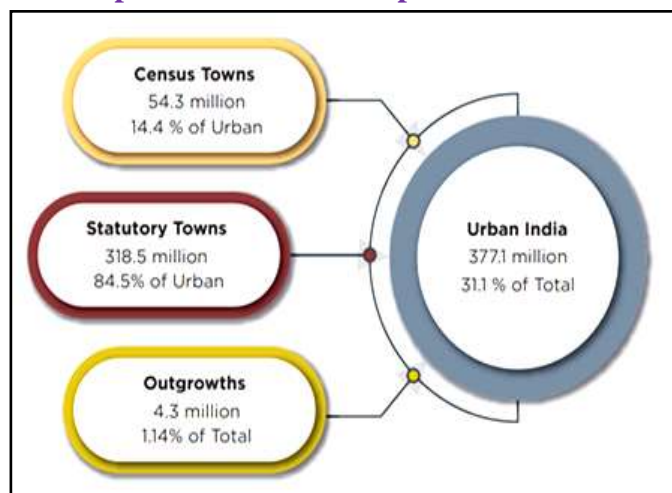 Census Towns
54.3 million
14.4 % of Urban
Statutory Towns
318.5 million
84.5% of Urban
Outgrowths
4.3 million
1.14% of Total
Urban India
377.1 million
31.1 % of Total